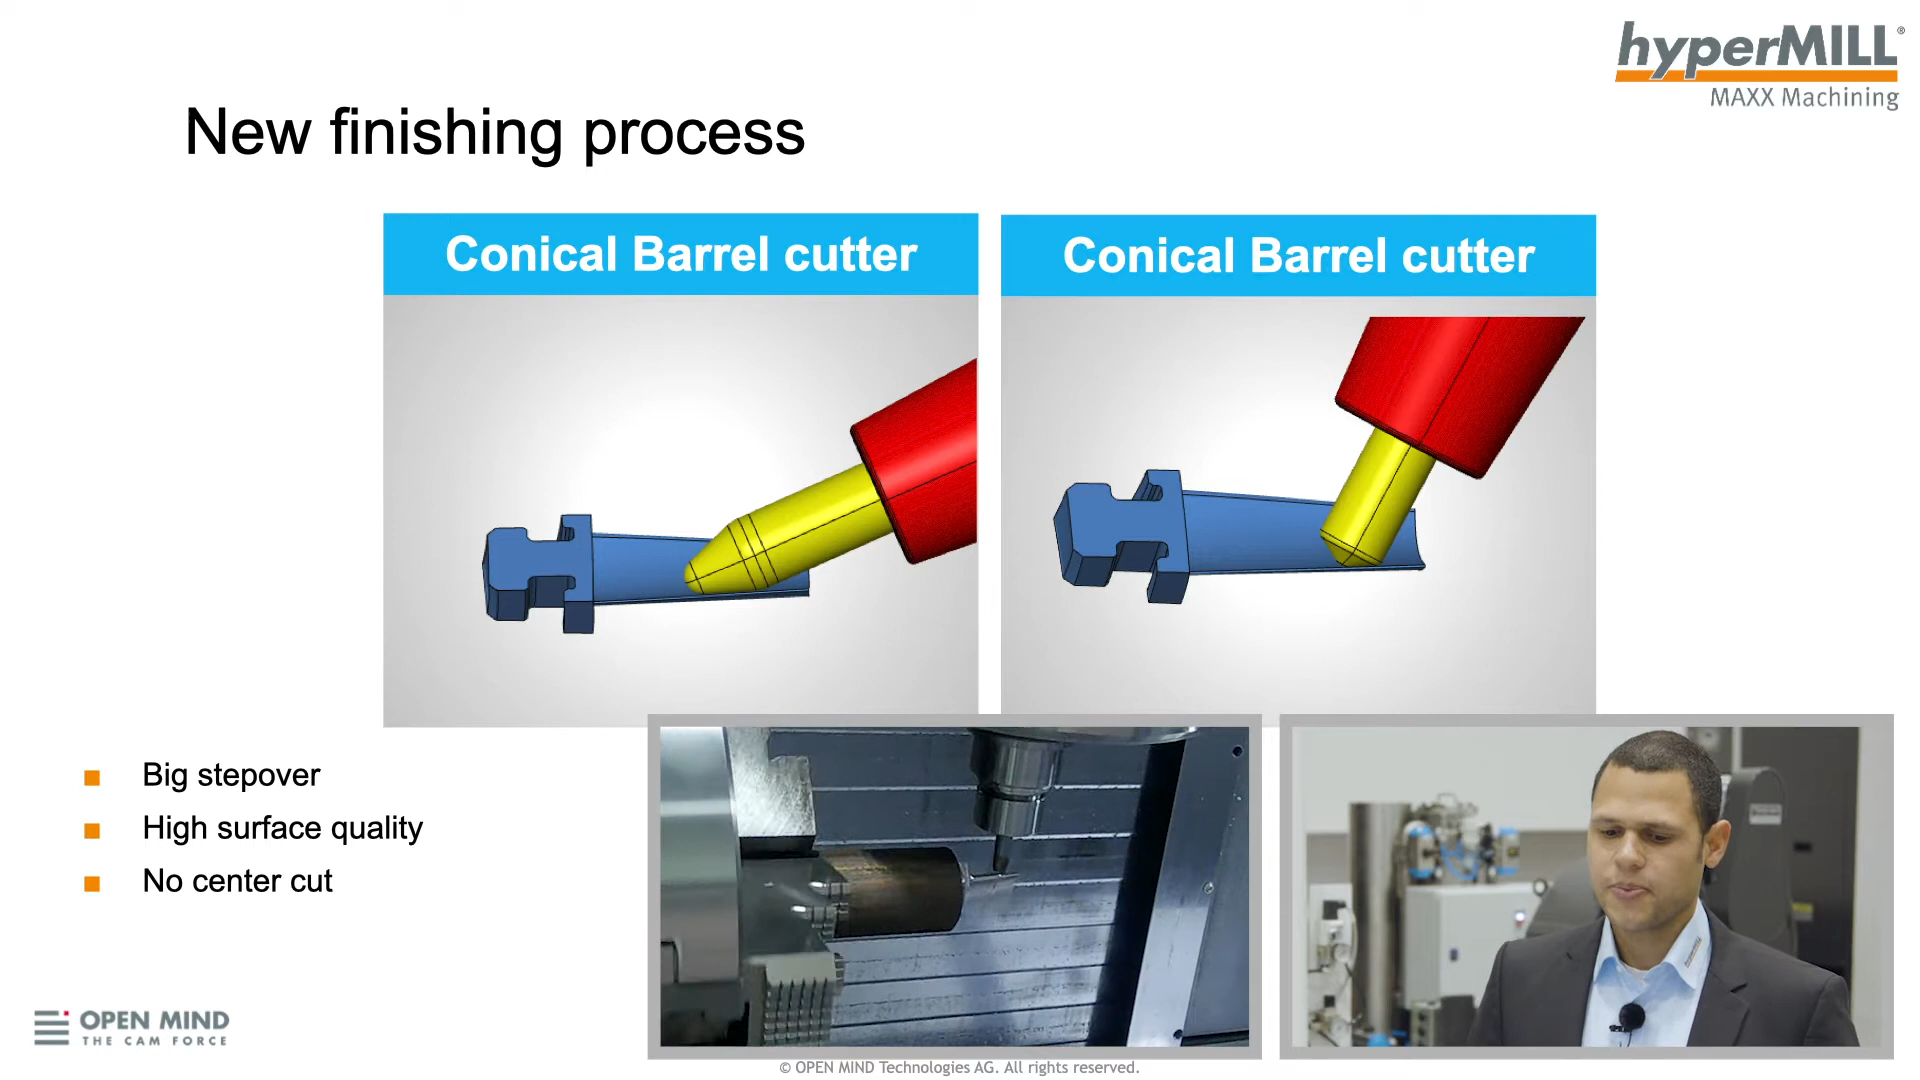 hyperMILL®
MAXX Machining
New finishing process
Conical Barrel cutter
Conical Barrel cutter
Big stepover
High surface quality
No center cut
OPEN MIND
THE CAM FORCE
© OPEN MIND Technologies AG. All rights reserved.